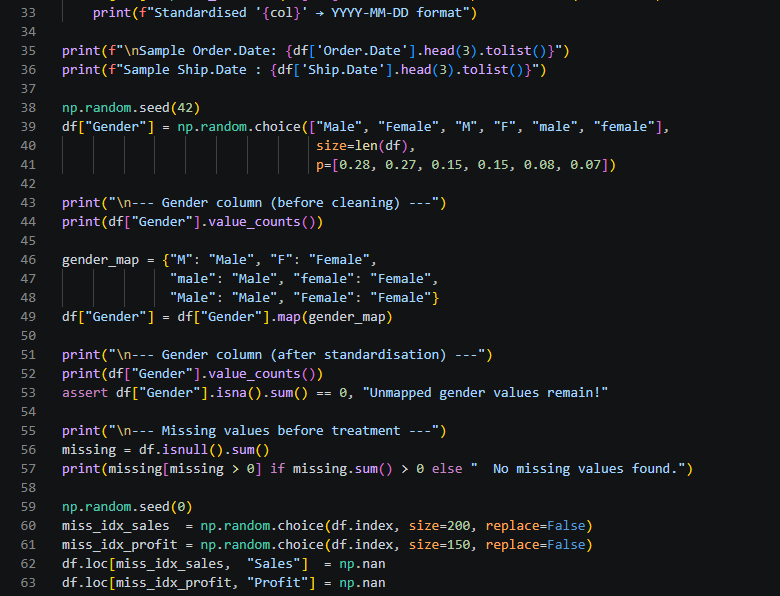 33 print(f"Standardised '{col}' → YYYY-MM-DD format")
34
35 print(f"\nSample Order.Date: {df['Order.Date'].head(3).tolist()}")
36 print(f"Sample Ship.Date : {df['Ship.Date'].head(3).tolist()}")
37
38 np.random.seed(42)
39 df["Gender"] = np.random.choice(["Male", "Female", "M", "F", "male", "female"],
40 size=len(df),
41 p=[0.28, 0.27, 0.15, 0.15, 0.08, 0.07])
42
43 print("\n--- Gender column (before cleaning) ---")
44 print(df["Gender"].value_counts())
45
46 gender_map = {"M": "Male", "F": "Female",
47 "male": "Male", "female": "Female",
48 "Male": "Male", "Female": "Female"}
49 df["Gender"] = df["Gender"].map(gender_map)
50
51 print("\n--- Gender column (after standardisation) ---")
52 print(df["Gender"].value_counts())
53 assert df["Gender"].isna().sum() == 0, "Unmapped gender values remain!"
54
55 print("\n--- Missing values before treatment ---")
56 missing = df.isnull().sum()
57 print(missing[missing > 0] if missing.sum() > 0 else "  No missing values found.")
58
59 np.random.seed(0)
60 miss_idx_sales  = np.random.choice(df.index, size=200, replace=False)
61 miss_idx_profit = np.random.choice(df.index, size=150, replace=False)
62 df.loc[miss_idx_sales,  "Sales"]  = np.nan
63 df.loc[miss_idx_profit, "Profit"] = np.nan